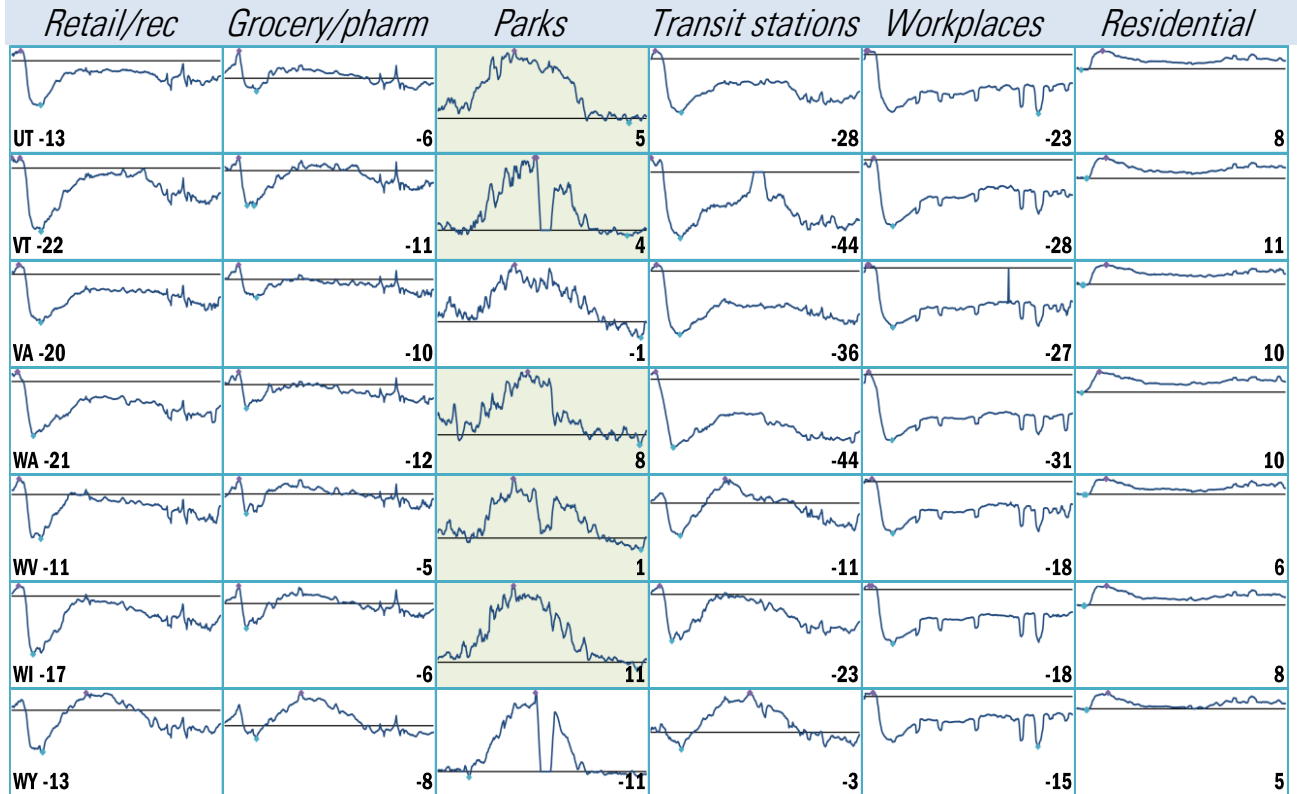 Retail/rec Grocery/pharm Parks Transit stations Workplaces Residential
UT -13 -6 5 -28 -23 8
VT -22 -11 4 -44 -28 11
VA -20 -10 -1 -36 -27 10
WA -21 -12 8 -44 -31 10
WV -11 -5 1 -11 -18 6
WI -17 -6 11 -23 -18 8
WY -13 -8 -11 -3 -15 5